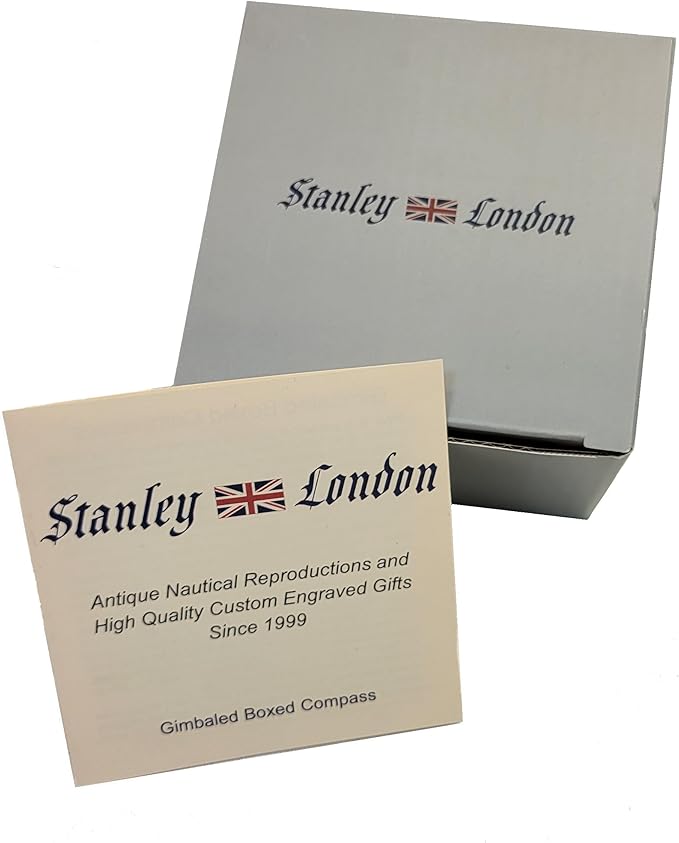 Stanley London
Stanley London
Antique Nautical Reproductions and
High Quality Custom Engraved Gifts
Since 1999
Gimbaled Boxed Compass